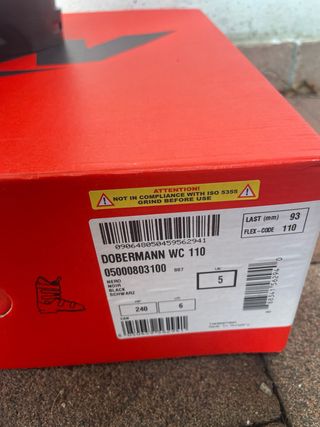 ATTENTION!
NOT IN COMPLIANCE WITH ISO 5355
GRIND BEFORE USE
090648050459562941
DOBERMANN WC 110
05000803100
NERO
NOIR
BLACK
SCHWARZ
5
240
6
LAST (mm) 93
FLEX-CODE 110